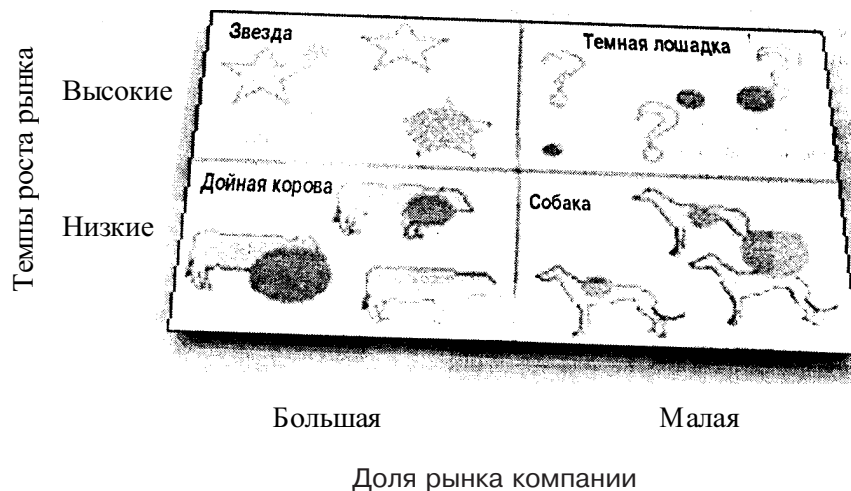 Темпы роста рынка
Высокие
Низкие
Звезда
Темная лошадка
Дойная корова
Собака
Большая
Малая
Доля рынка компании